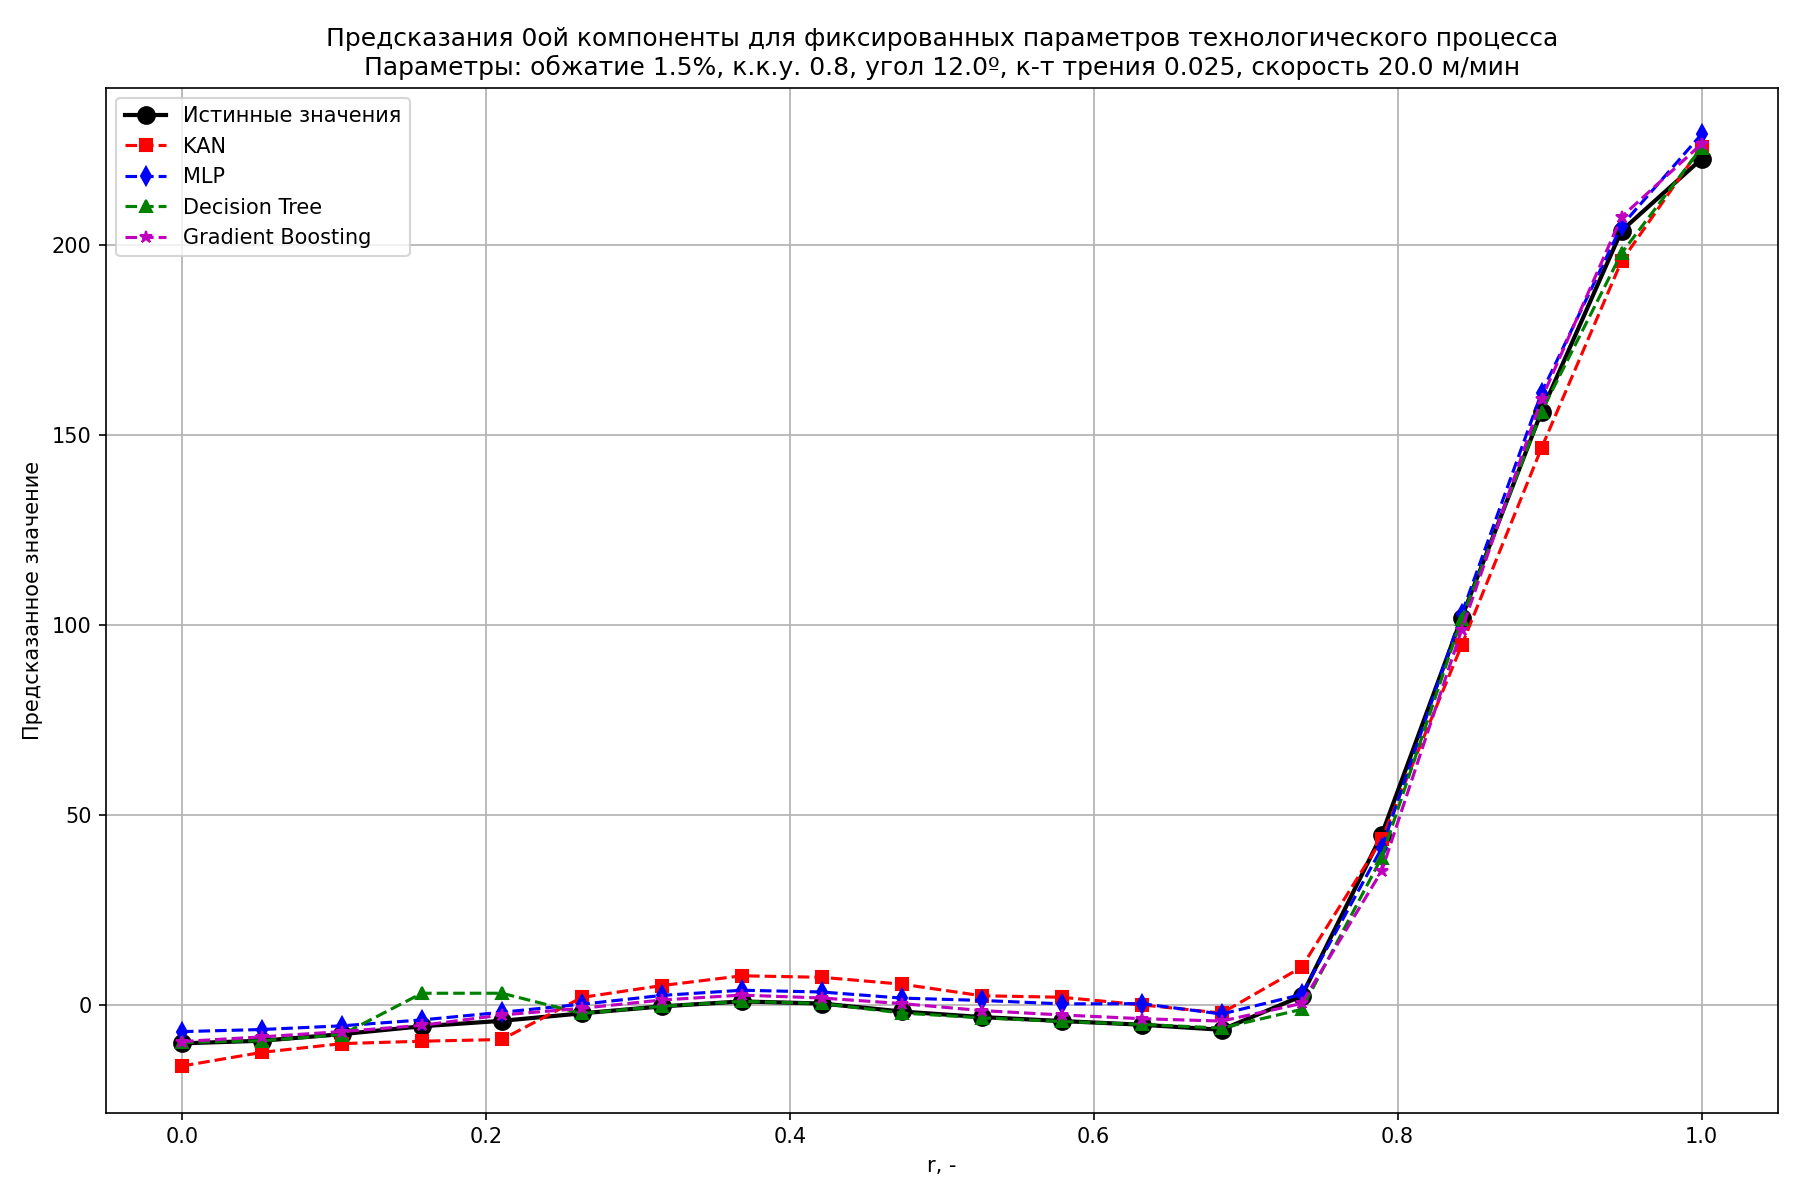 Предсказания 0ой компоненты для фиксированных параметров технологического процесса
Параметры: обжатие 1.5%, к.к.у. 0.8, угол 12.0º, к-т трения 0.025, скорость 20.0 м/мин
Истинные значения
KAN
MLP
Decision Tree
Gradient Boosting
Предсказанное значение
200
150
100
50
0
0.0
0.2
0.4
0.6
0.8
1.0
r, -